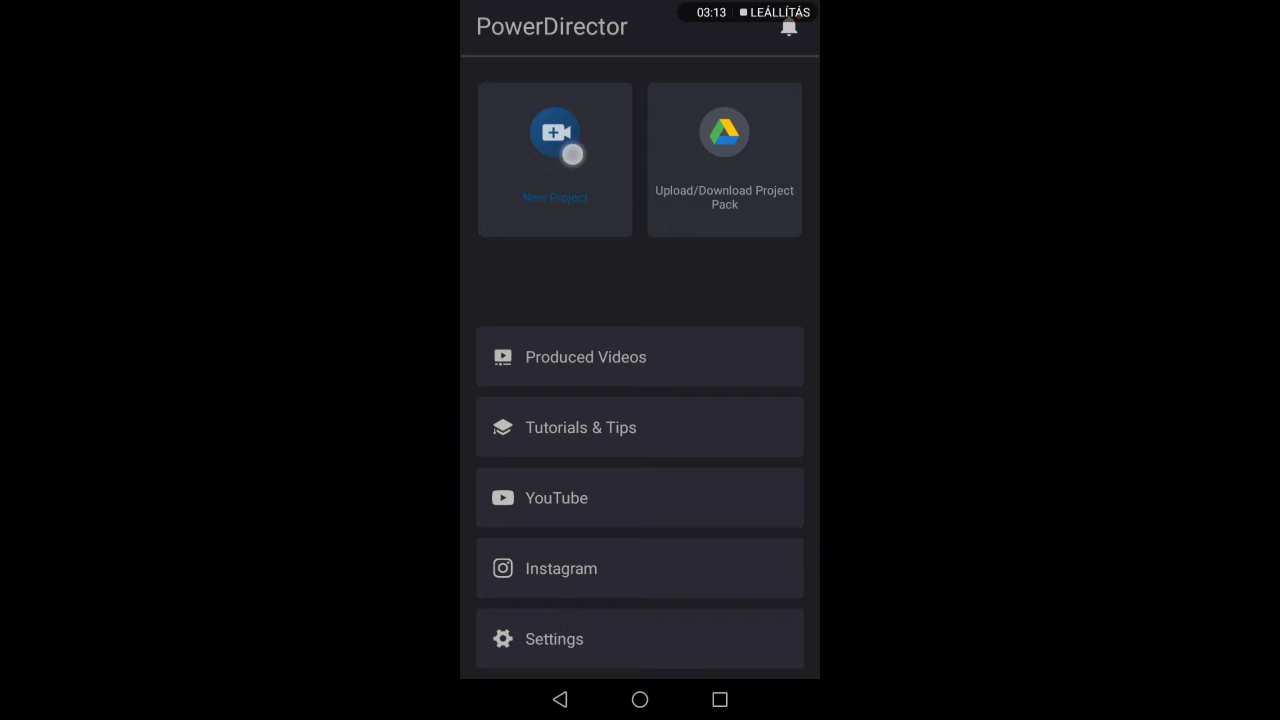 03:13 LEÁLLÍTÁS
PowerDirector
New Project
Upload/Download Project
Pack
Produced Videos
Tutorials & Tips
YouTube
Instagram
Settings